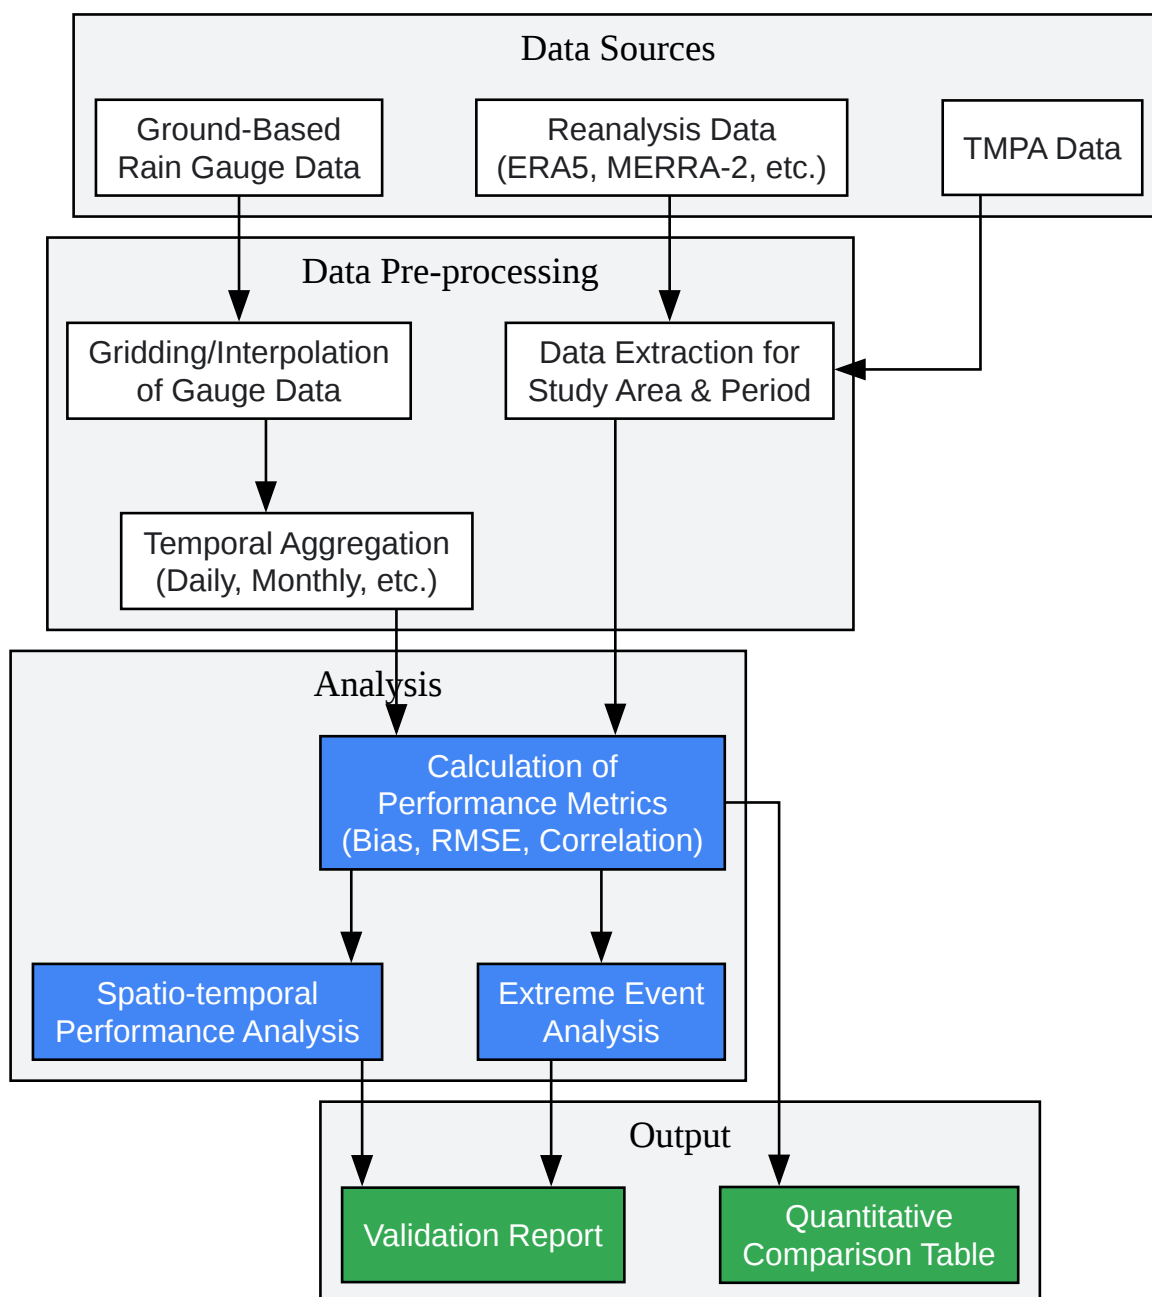 Data Sources
Ground-Based
Rain Gauge Data
Reanalysis Data
(ERA5, MERRA-2, etc.)
TMPA Data
Data Pre-processing
Gridding/Interpolation
of Gauge Data
Data Extraction for
Study Area & Period
Temporal Aggregation
(Daily, Monthly, etc.)
Analysis
Calculation of
Performance Metrics
(Bias, RMSE, Correlation)
Spatio-temporal
Performance Analysis
Extreme Event
Analysis
Output
Validation Report
Quantitative
Comparison Table